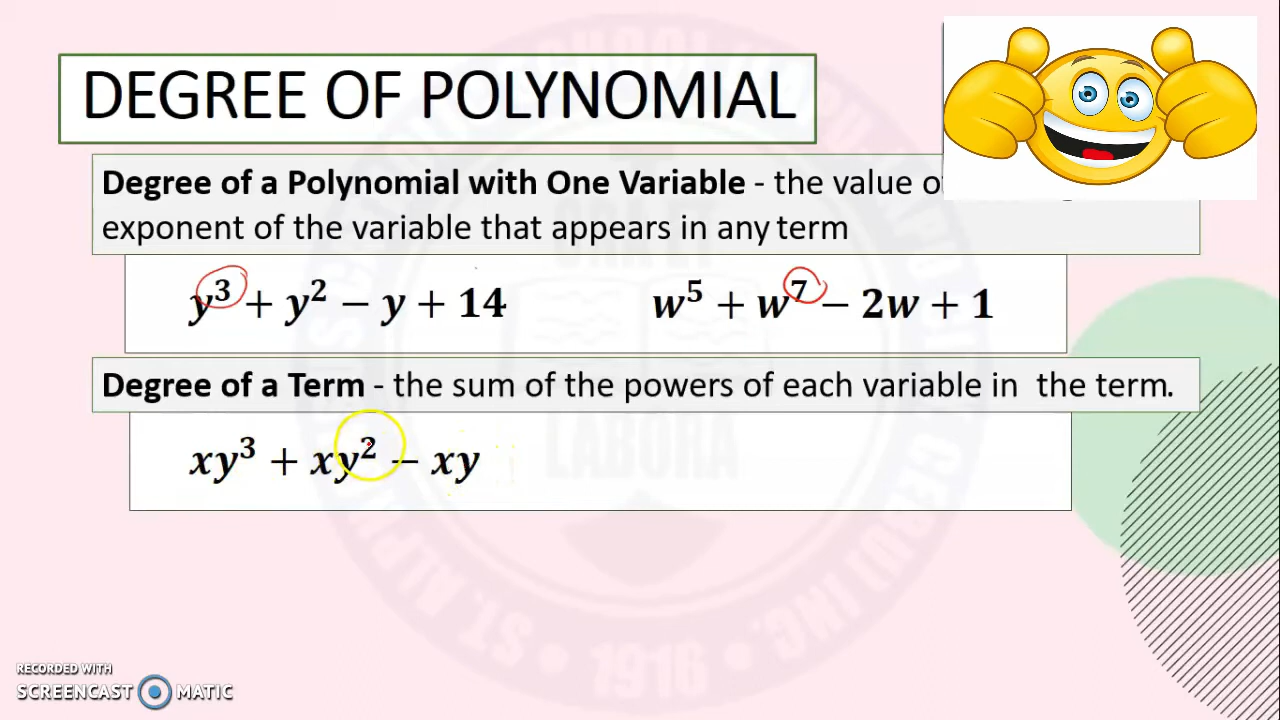 DEGREE OF POLYNOMIAL
Degree of a Polynomial with One Variable - the value of
exponent of the variable that appears in any term
y³ + y² − y + 14
w⁵ + w⁷ − 2w + 1
Degree of a Term - the sum of the powers of each variable in the term.
xy³ + xy² − xy
1916
RECORDED WITH
SCREENCAST MATIC